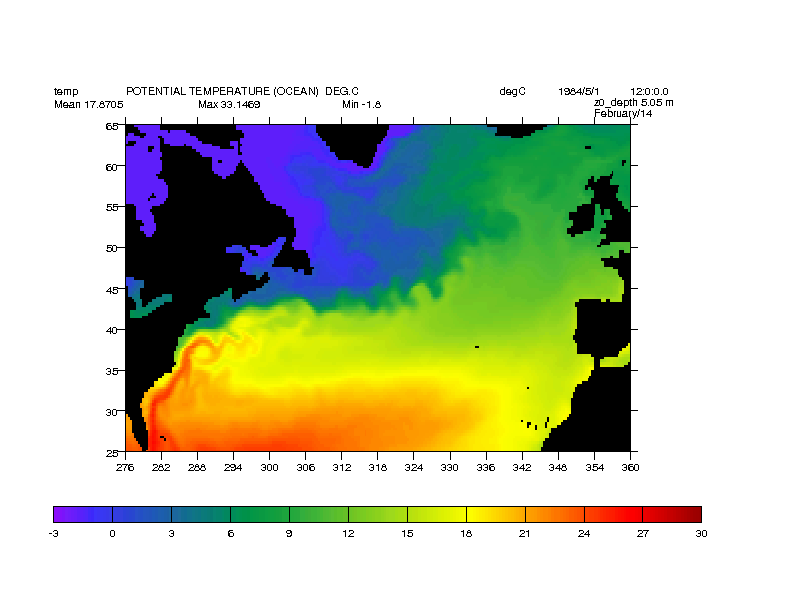 temp POTENTIAL TEMPERATURE (OCEAN) DEG.C degC 1984/5/1 12:0:0.0
Mean 17.8705 Max 33.1469 Min -1.8 z0_depth 5.05 m
February/14
65
60
55
50
45
40
35
30
25
276 282 288 294 300 306 312 318 324 330 336 342 348 354 360
-3 0 3 6 9 12 15 18 21 24 27 30